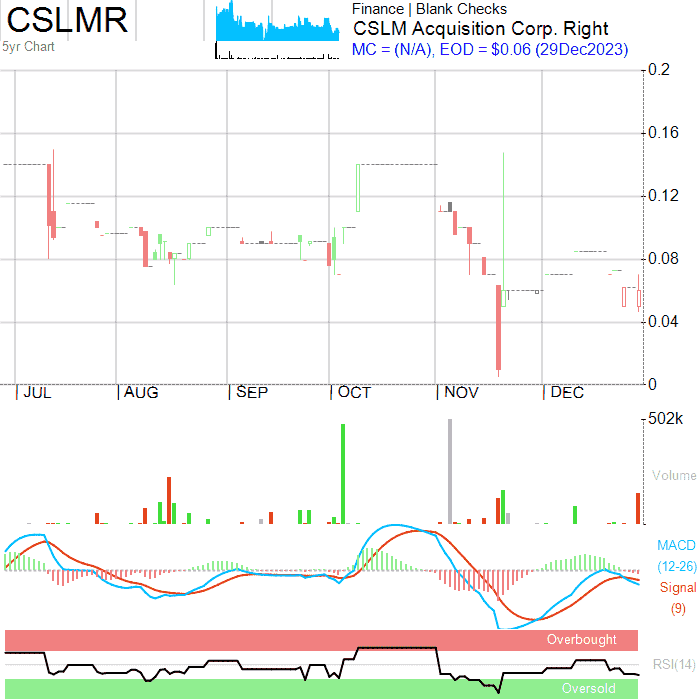 CSLMR
5yr Chart
Finance | Blank Checks
CSLM Acquisition Corp. Right
MC = (N/A), EOD = $0.06 (29Dec2023)
0.2
0.16
0.12
0.08
0.04
0
JUL AUG SEP OCT NOV DEC
502k
Volume
MACD
(12-26)
Signal
(9)
Overbought
RSI(14)
Oversold